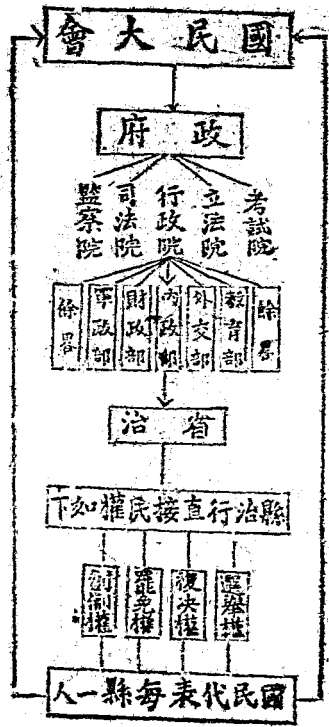 國民大會
政府
考試院
立法院
行政院
司法院
監察院
餘畧
教育部
外交部
內政部
財政部
軍政部
餘畧
省治
縣治行直接民權如下
選舉權
復決權
罷免權
創制權
國民代表每縣一人